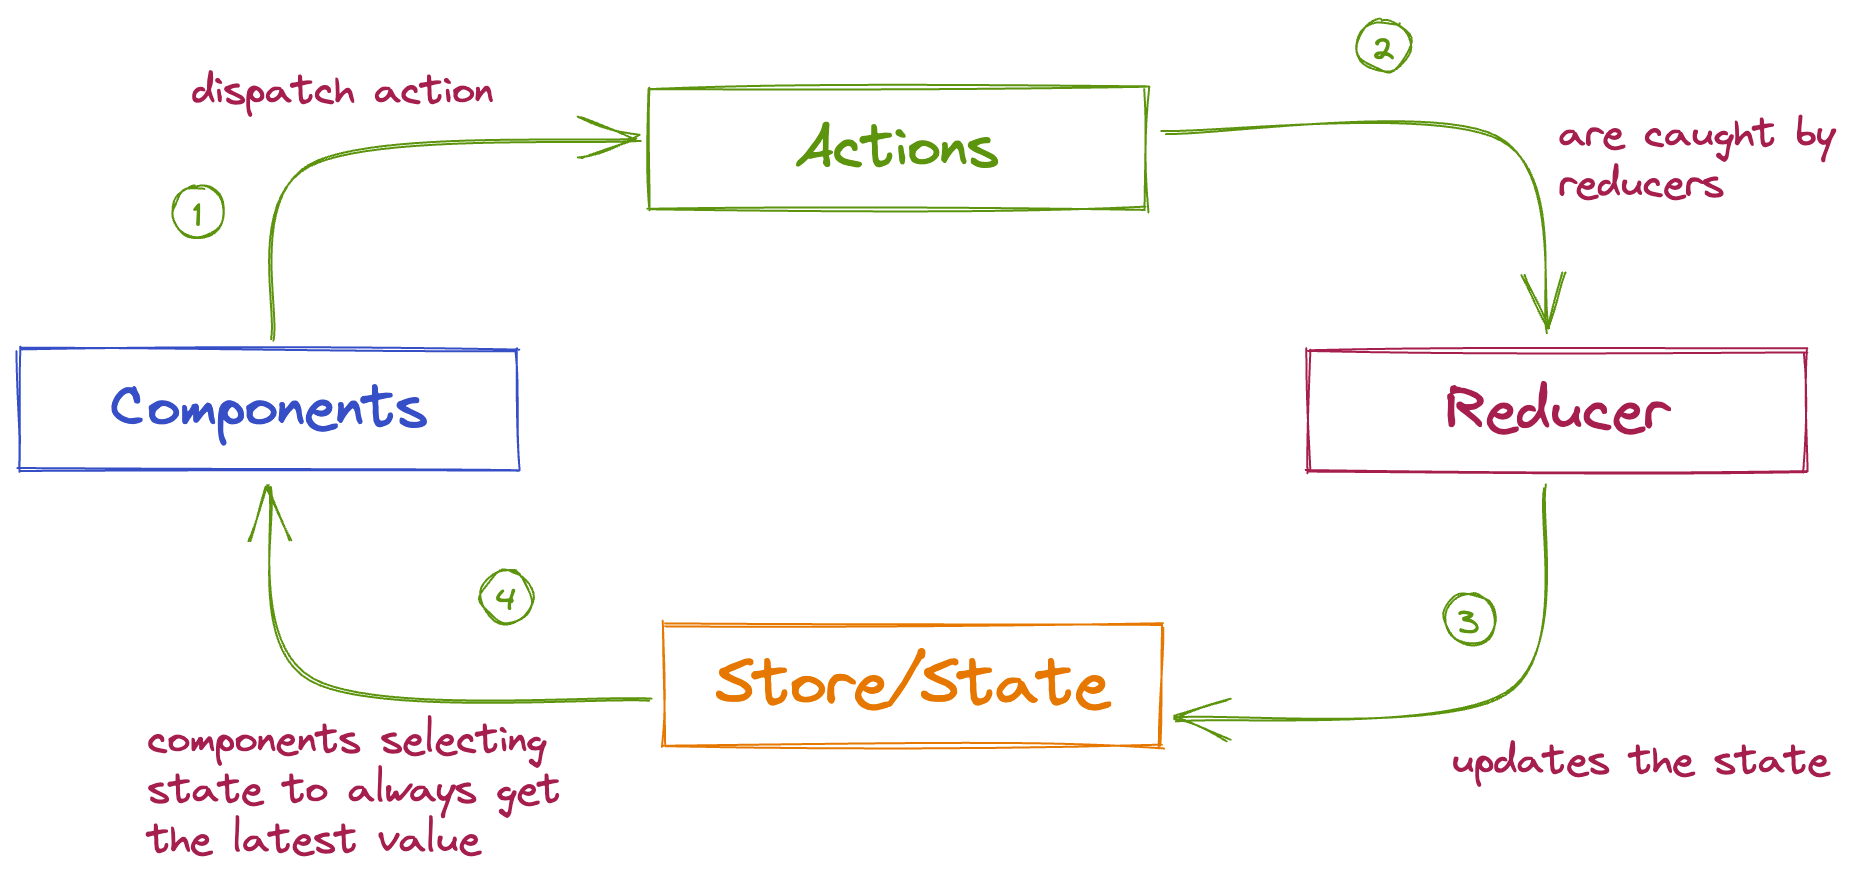 dispatch action
1
Actions
2
are caught by
reducers
Components
Reducer
4
3
Store/State
components selecting
state to always get
the latest value
updates the state